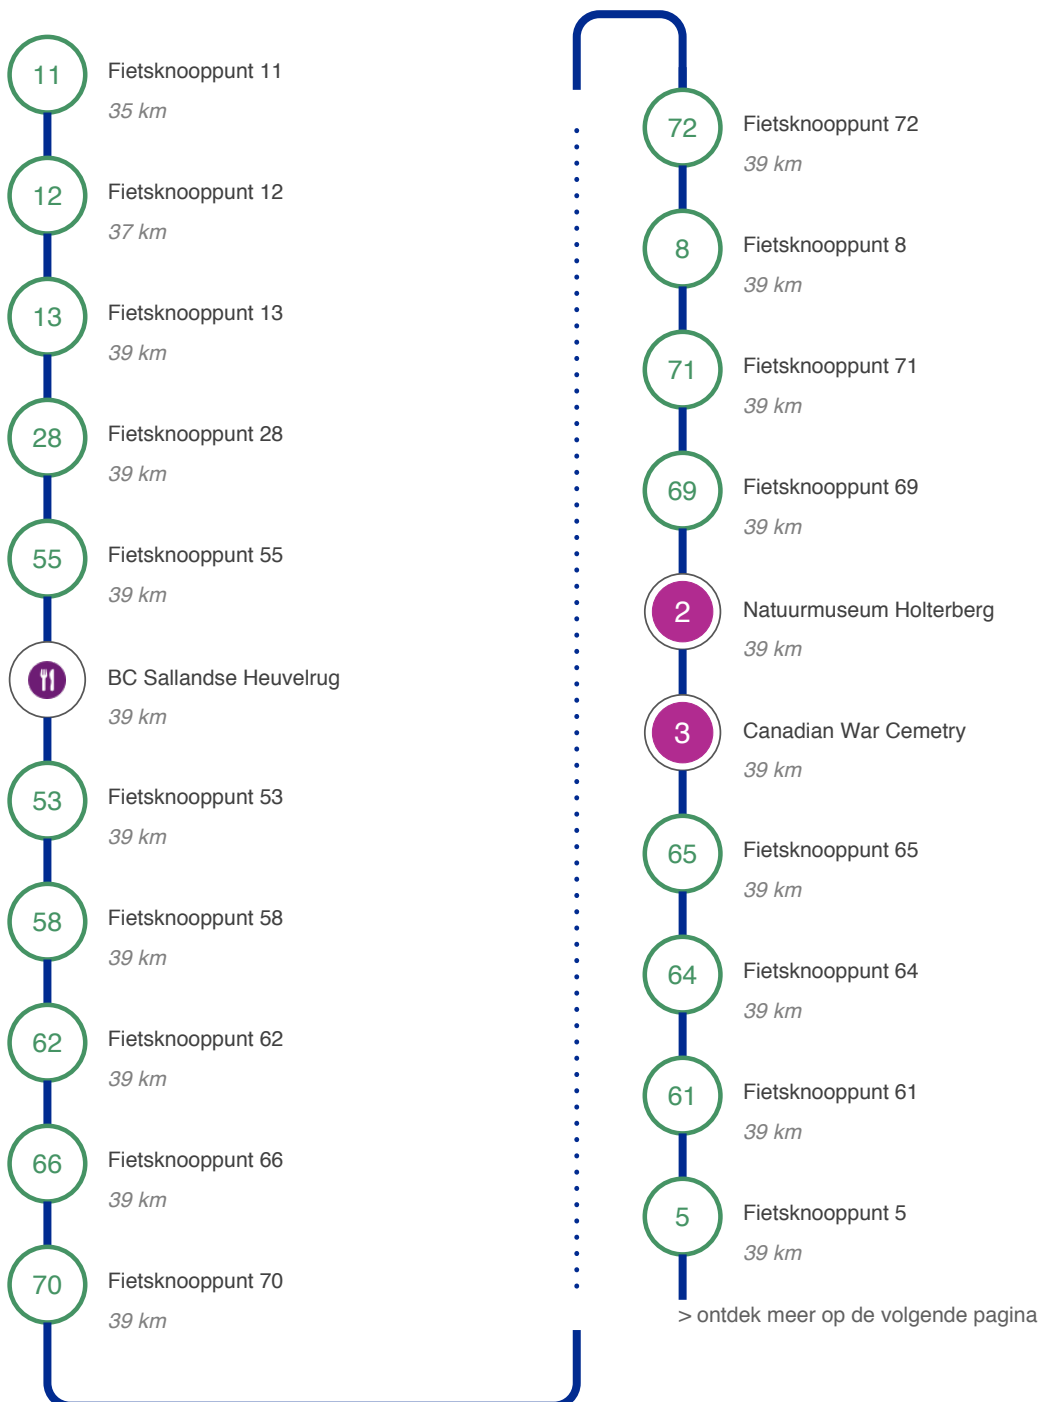 11 Fietsknooppunt 11
35 km
12 Fietsknooppunt 12
37 km
13 Fietsknooppunt 13
39 km
28 Fietsknooppunt 28
39 km
55 Fietsknooppunt 55
39 km
BC Sallandse Heuvelrug
39 km
53 Fietsknooppunt 53
39 km
58 Fietsknooppunt 58
39 km
62 Fietsknooppunt 62
39 km
66 Fietsknooppunt 66
39 km
70 Fietsknooppunt 70
39 km
72 Fietsknooppunt 72
39 km
8 Fietsknooppunt 8
39 km
71 Fietsknooppunt 71
39 km
69 Fietsknooppunt 69
39 km
2 Natuurmuseum Holterberg
39 km
3 Canadian War Cemetry
39 km
65 Fietsknooppunt 65
39 km
64 Fietsknooppunt 64
39 km
61 Fietsknooppunt 61
39 km
5 Fietsknooppunt 5
39 km
> ontdek meer op de volgende pagina